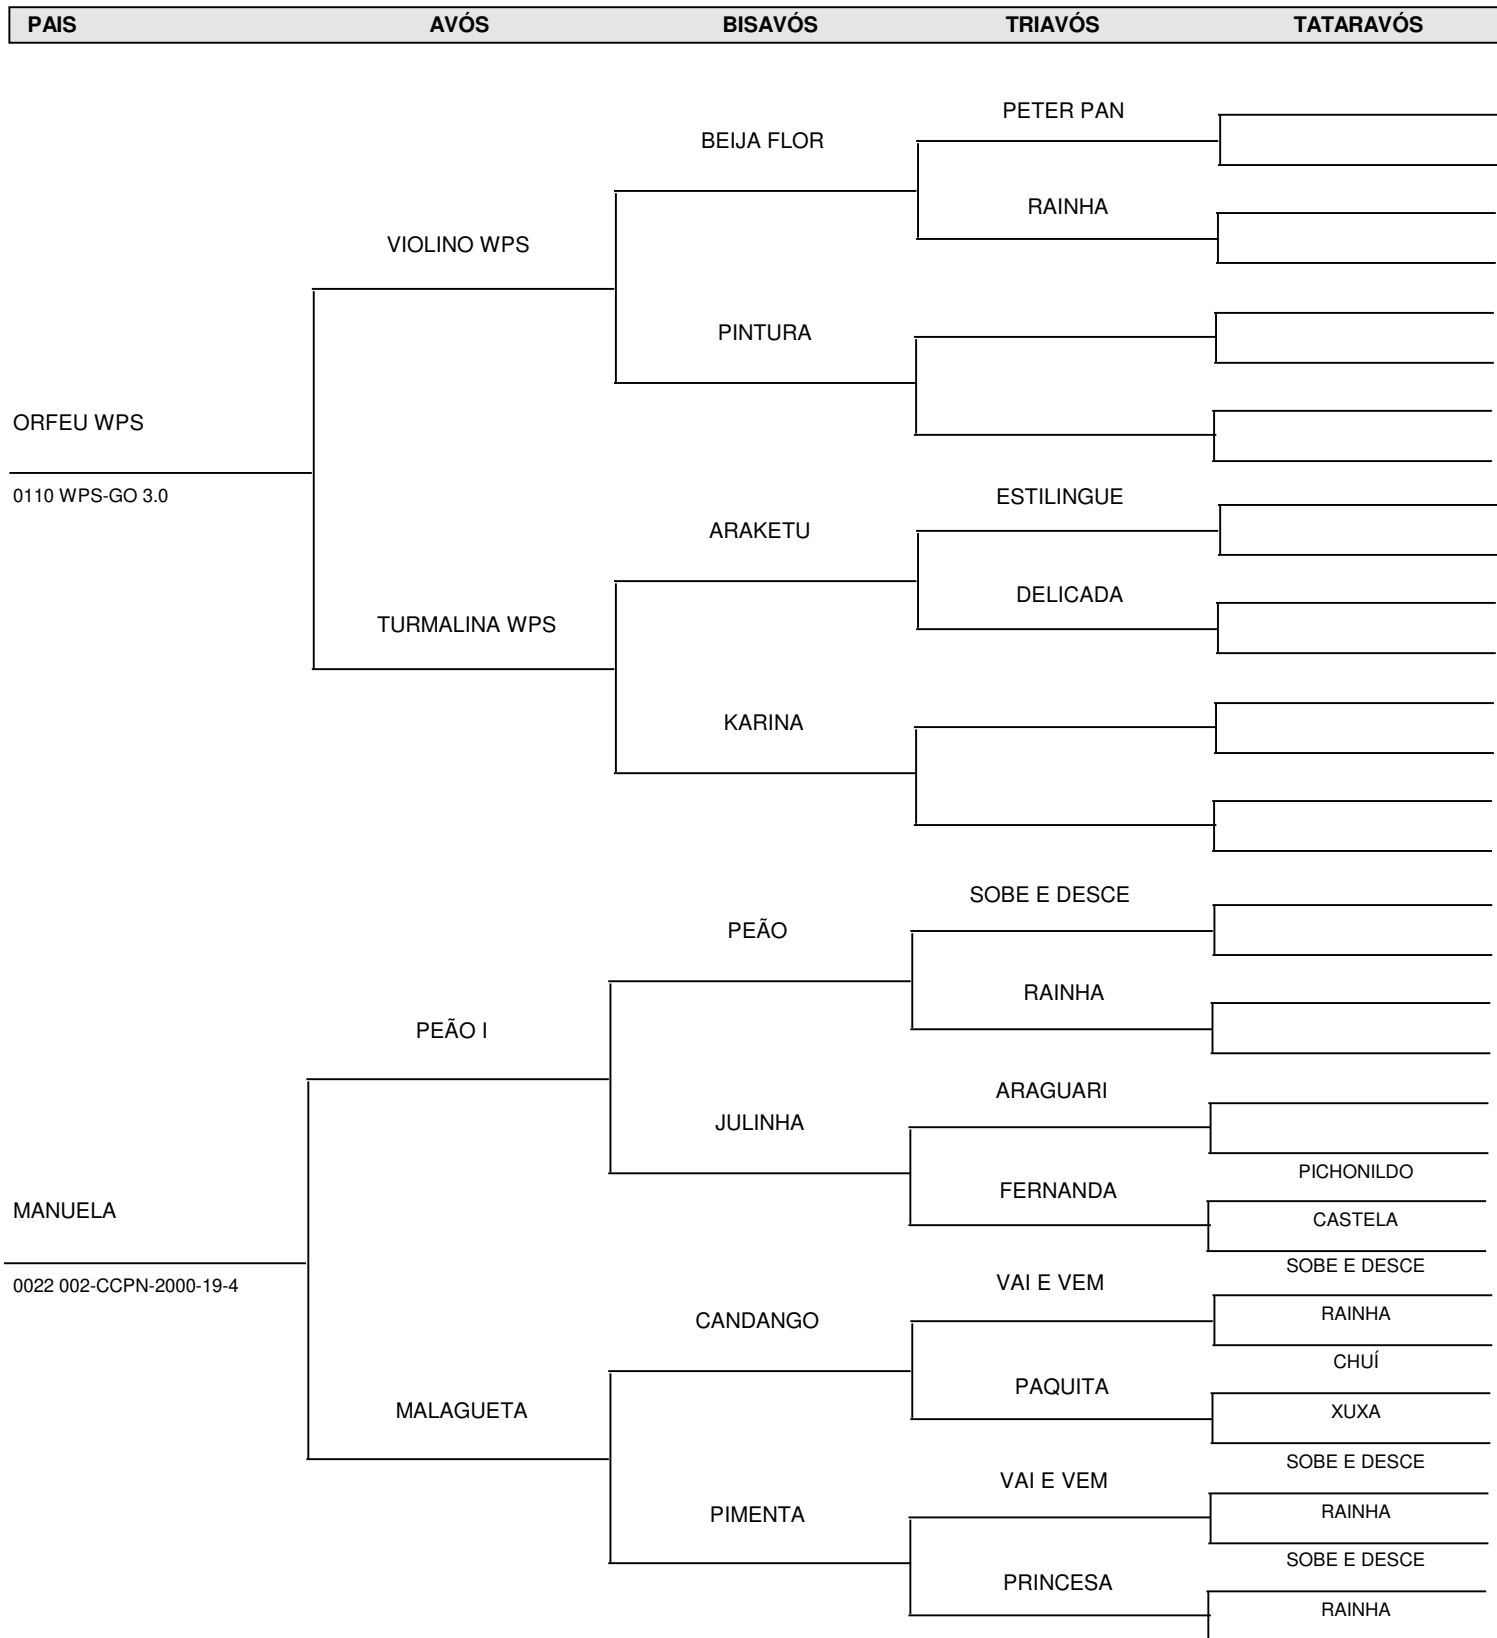 PAIS AVÓS BISAVÓS TRIAVÓS TATARAVÓS
PETER PAN
BEIJA FLOR
RAINHA
VIOLINO WPS
PINTURA
ORFEU WPS
0110 WPS-GO 3.0
ESTILINGUE
ARAKETU
DELICADA
TURMALINA WPS
KARINA
SOBE E DESCE
PEÃO
RAINHA
PEÃO I
ARAGUARI
JULINHA
PICHONILDO
FERNANDA
MANUELA
CASTELA
SOBE E DESCE
VAI E VEM
0022 002-CCPN-2000-19-4
RAINHA
CANDANGO
CHUÍ
PAQUITA
MALAGUETA
XUXA
SOBE E DESCE
VAI E VEM
RAINHA
PIMENTA
SOBE E DESCE
PRINCESA
RAINHA